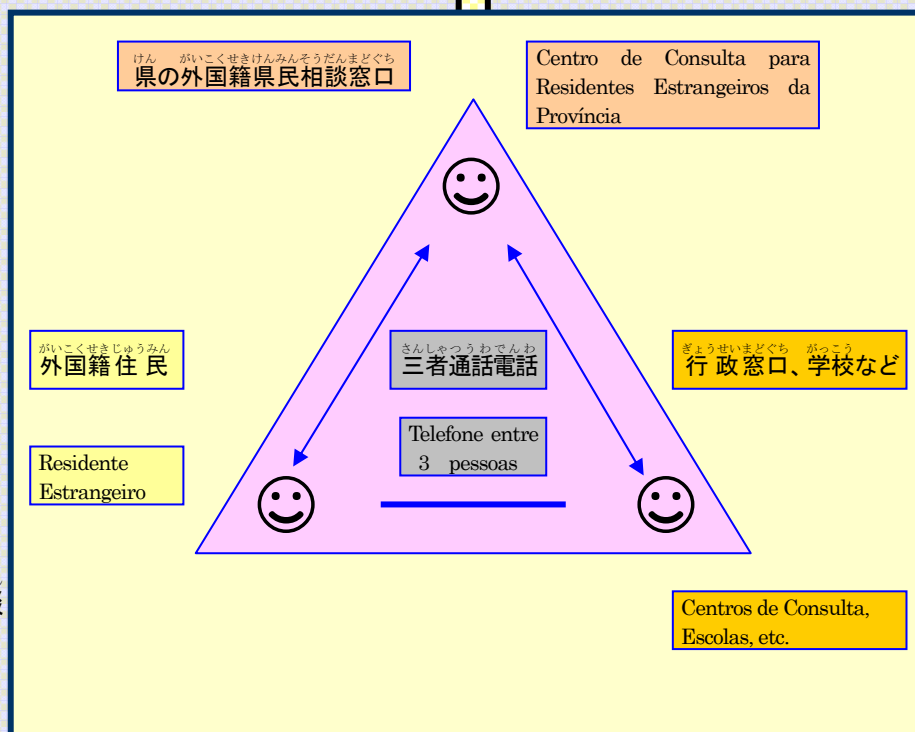 けん がいこくせきけんみんそうだんまどぐち
県の外国籍県民相談窓口
Centro de Consulta para
Residentes Estrangeiros da
Província
がいこくせきじゅうみん
外国籍住民
さんしゃつうわでんわ
三者通話電話
ぎょうせいまどぐち がっこう
行政窓口、学校など
Telefone entre
3 pessoas
Residente
Estrangeiro
Centros de Consulta,
Escolas, etc.